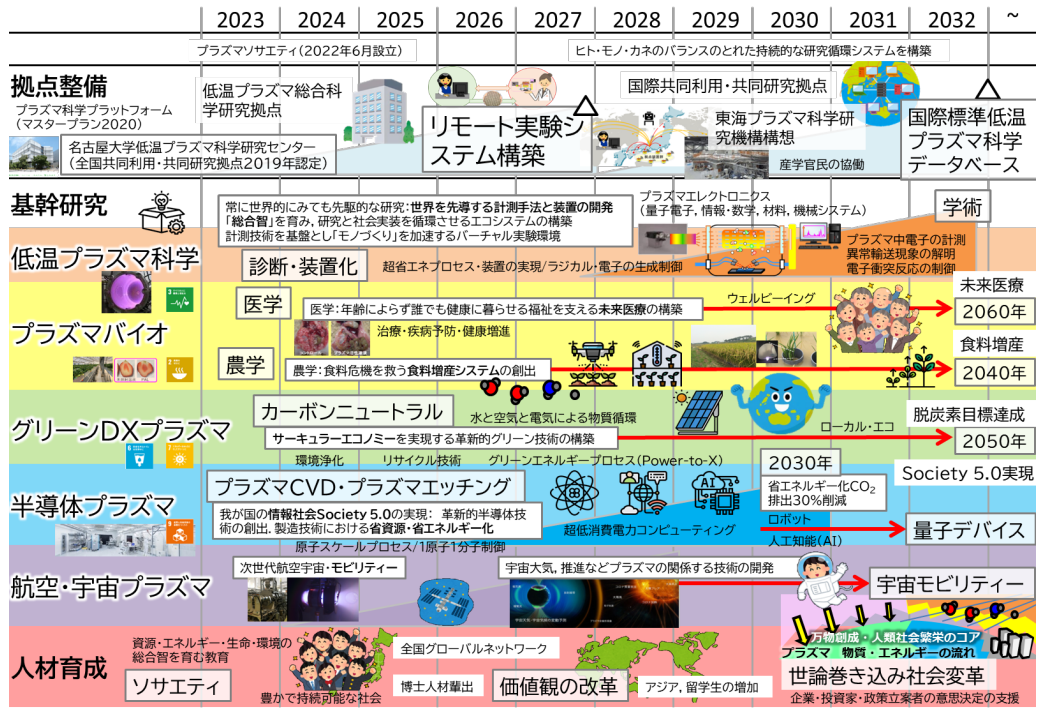 2023 2024 2025 2026 2027 2028 2029 2030 2031 2032 ~
プラズマソサエティ(2022年6月設立)
ヒト・モノ・カネのバランスのとれた持続的な研究循環システムを構築
拠点整備
プラズマ科学プラットフォーム
(マスタープラン2020)
名古屋大学低温プラズマ科学研究センター
(全国共同利用・共同研究拠点2019年認定)
低温プラズマ総合科
学研究拠点
リモート実験シ
ステム構築
国際共同利用・共同研究拠点
東海プラズマ科学研
究機構構想
産学官民の協働
国際標準低温
プラズマ科学
データベース
基幹研究
常に世界的にみても先駆的な研究:世界を先導する計測手法と装置の開発
「総合智」を育み, 研究と社会実装を循環させるエコシステムの構築
計測技術を基盤とし「モノづくり」を加速するバーチャル実験環境
プラズマエレクトロニクス
(量子電子, 情報・数学, 材料, 機械システム)
学術
低温プラズマ科学
診断・装置化
超省エネプロセス・装置の実現/ラジカル・電子の生成制御
プラズマ中電子の計測
異常輸送現象の解明
電子衝突反応の制御
プラズマバイオ
医学
医学:年齢によらず誰でも健康に暮らせる福祉を支える未来医療の構築
治療・疾病予防・健康増進
ウェルビーイング
未来医療
2060年
農学
農学:食料危機を救う食料増産システムの創出
食料増産
2040年
グリーンDXプラズマ
カーボンニュートラル
水と空気と電気による物質循環
サーキュラーエコノミーを実現する革新的グリーン技術の構築
環境浄化
リサイクル技術
グリーンエネルギープロセス(Power-to-X)
ローカル・エコ
脱炭素目標達成
2050年
半導体プラズマ
プラズマCVD・プラズマエッチング
我が国の情報社会Society 5.0の実現: 革新的半導体技
術の創出, 製造技術における省資源・省エネルギー化
原子スケールプロセス/1原子1分子制御
超低消費電力コンピューティング
AI
2030年
省エネルギー化CO₂
排出30%削減
ロボット
人工知能(AI)
Society 5.0実現
量子デバイス
航空・宇宙プラズマ
次世代航空宇宙・モビリティー
宇宙大気, 推進などプラズマの関係する技術の開発
宇宙モビリティー
人材育成
資源・エネルギー・生命・環境の
総合智を育む教育
ソサエティ
豊かで持続可能な社会
全国グローバルネットワーク
博士人材輩出
価値観の改革
アジア, 留学生の増加
万物創成・人類社会繁栄のコア
プラズマ 物質・エネルギーの流れ
世論巻き込み社会変革
企業・投資家・政策立案者の意思決定の支援